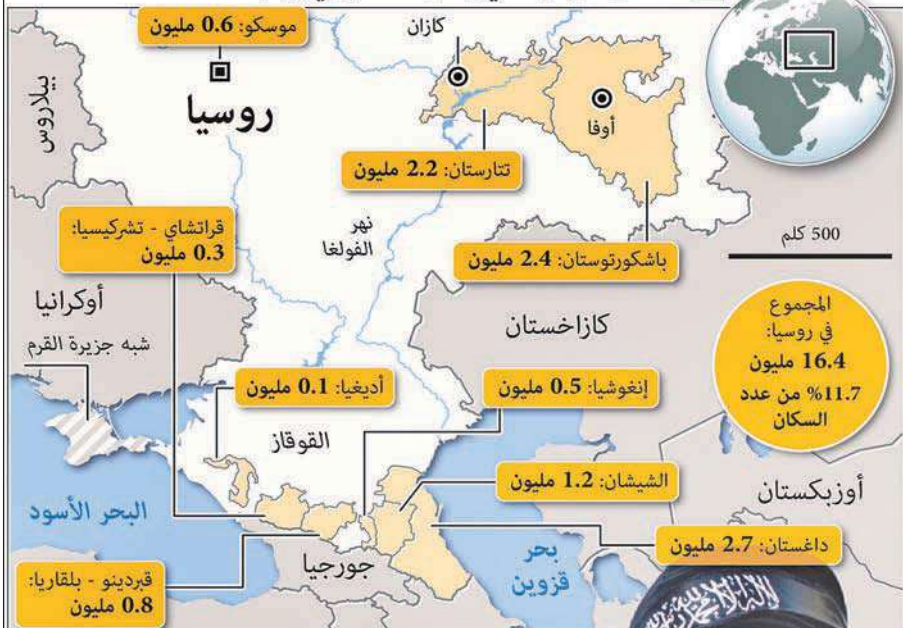 موسكو: 0.6 مليون
كازان
روسيا
بيلاروس
أوفا
تتارستان: 2.2 مليون
قراتشاي - تشركيسيا:
0.3 مليون
نهر
الفولغا
باشكورتوستان: 2.4 مليون
500 كلم
أوكرانيا
شبه جزيرة القرم
كازاخستان
المجموع
في روسيا:
16.4 مليون
11.7% من عدد
السكان
أديغيا: 0.1 مليون
إنغوشيا: 0.5 مليون
القوقاز
الشيشان: 1.2 مليون
أوزبكستان
البحر الأسود
داغستان: 2.7 مليون
بحر
قزوين
جورجيا
قبردينو - بلقاريا:
0.8 مليون